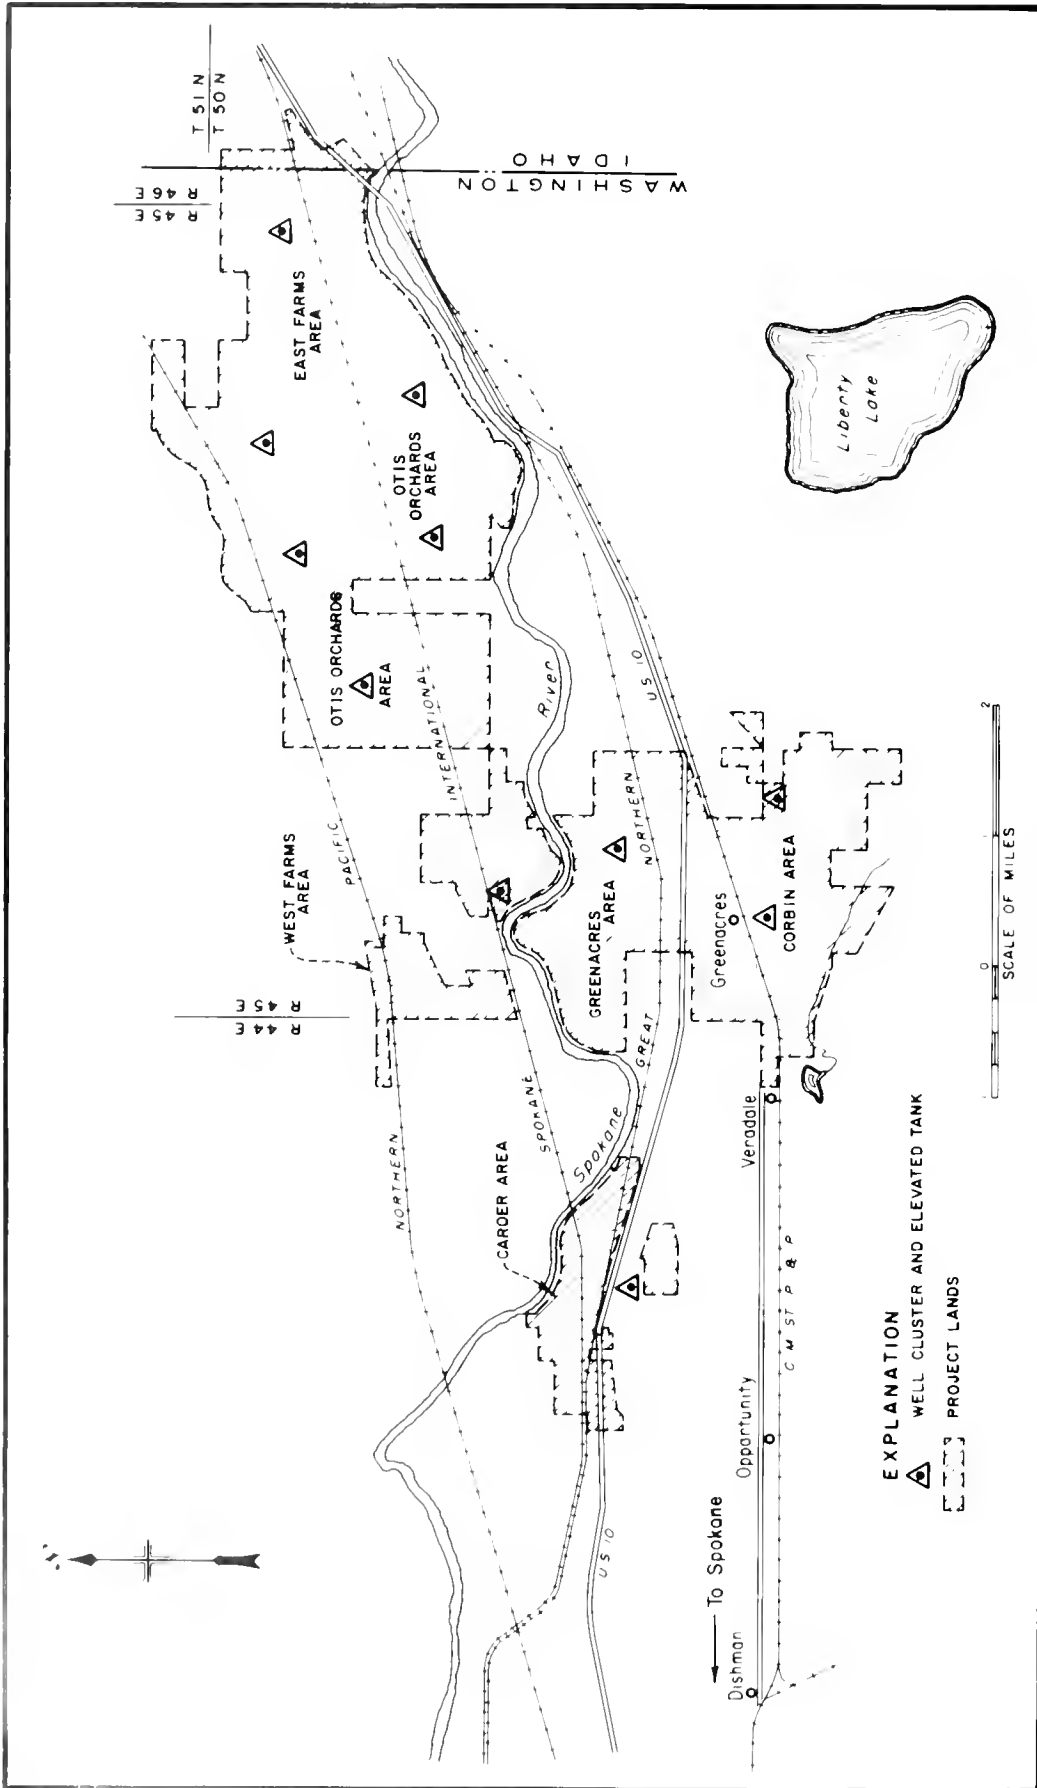 T 51 N
T 50 N
R 45 E
R 46 E
WASHINGTON
IDAHO
EAST FARMS
AREA
OTIS
ORCHARDS
AREA
OTIS ORCHARDS
AREA
WEST FARMS
AREA
R 44 E
R 45 E
NORTHERN
PACIFIC
SPOKANE
INTERNATIONAL
Spokane
River
CARDER AREA
GREENACRES
AREA
GREAT
NORTHERN
US 10
US 10
Liberty
Lake
Greenacres
CORBIN AREA
Veradale
Opportunity
Dishman
To Spokane
C M ST P & P
N
EXPLANATION
WELL CLUSTER AND ELEVATED TANK
PROJECT LANDS
0
2
SCALE OF MILES